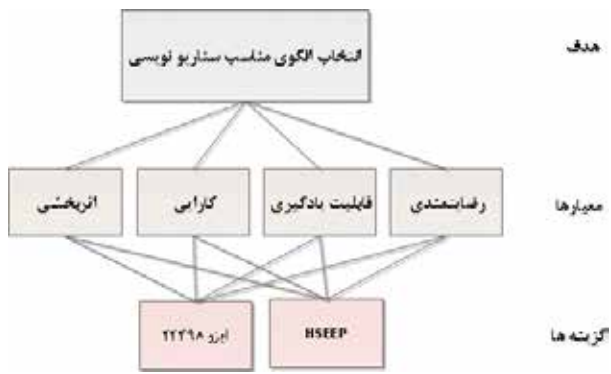 هدف
انتخاب الگوی مناسب سناریو نویسی
معیارها
رضایتمندی
قابلیت یادگیری
کارایی
اثربخشی
گزینه ها
HSEEP
ایزو ۲۲۳۹۸